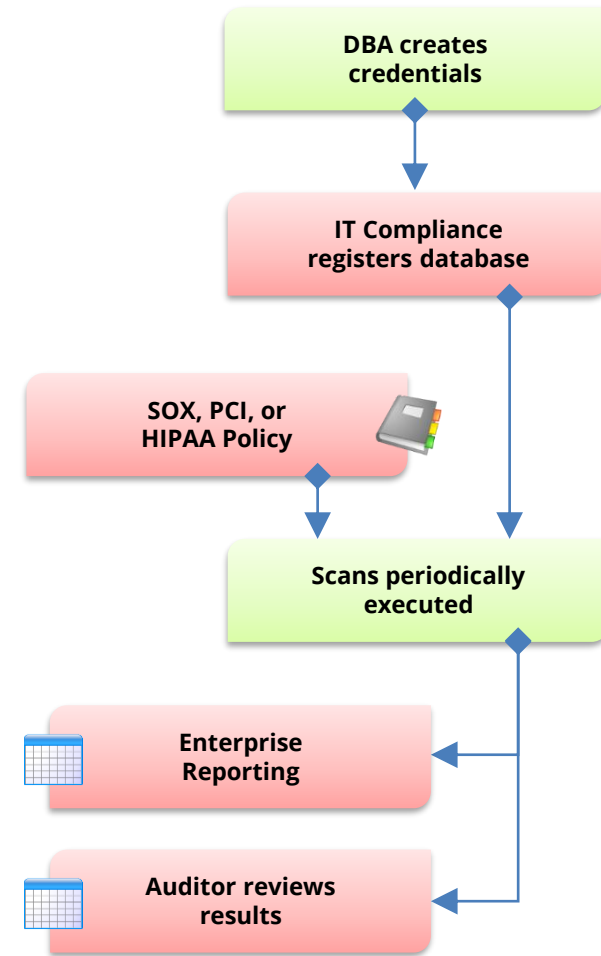 DBA creates
credentials
IT Compliance
registers database
SOX, PCI, or
HIPAA Policy
Scans periodically
executed
Enterprise
Reporting
Auditor reviews
results